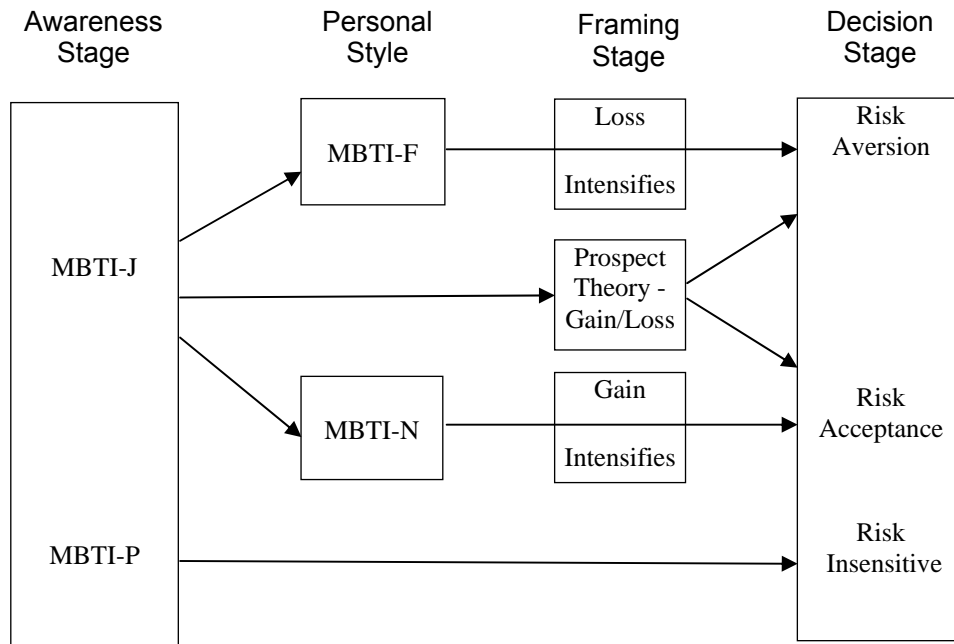 Awareness
Stage
Personal
Style
Framing
Stage
Decision
Stage
MBTI-J
MBTI-P
MBTI-F
MBTI-N
Loss
Intensifies
Prospect
Theory -
Gain/Loss
Gain
Intensifies
Risk
Aversion
Risk
Acceptance
Risk
Insensitive